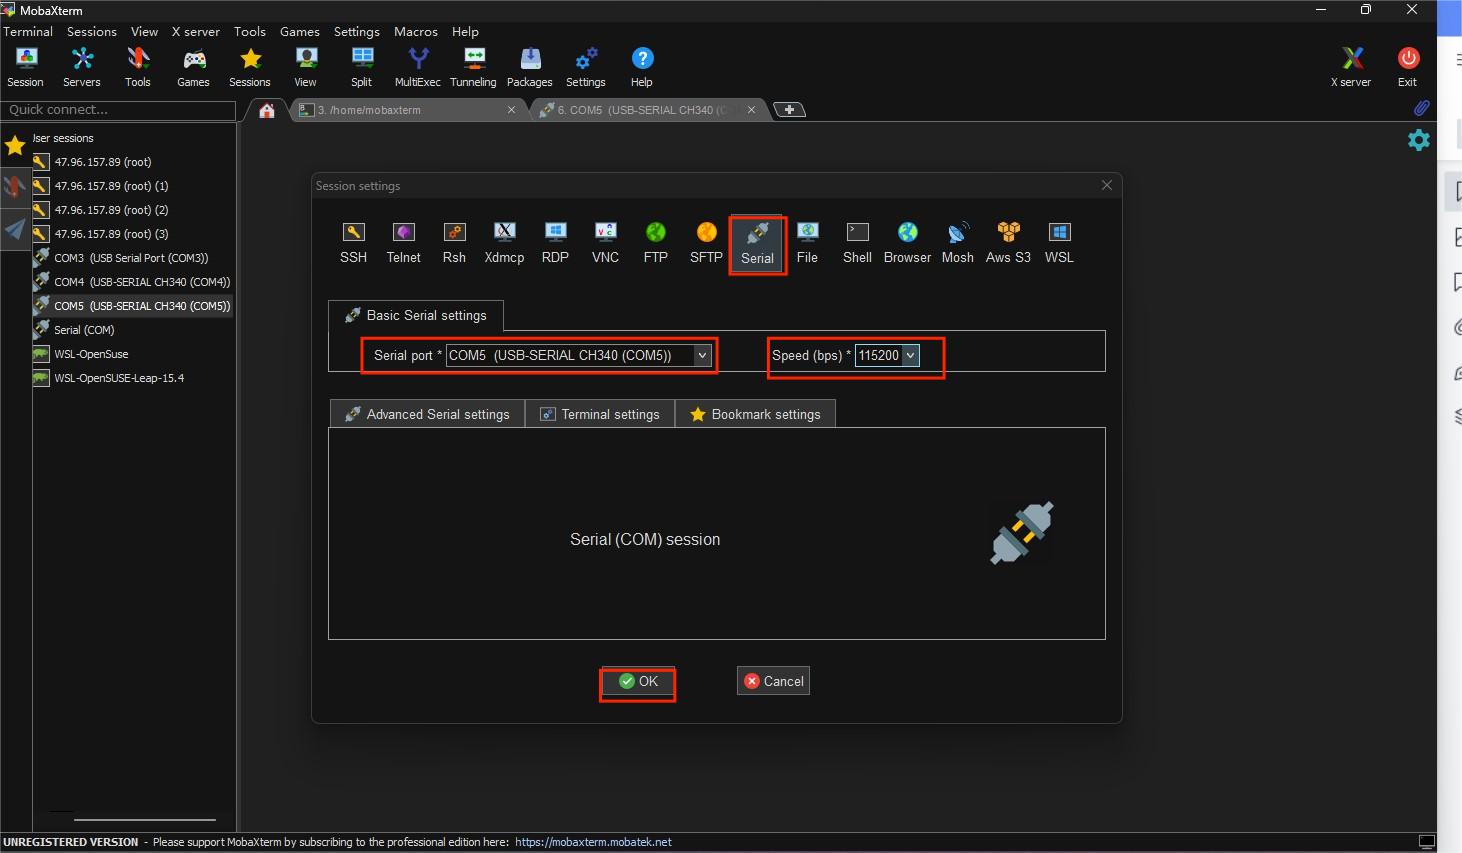 MobaXterm
Terminal Sessions View X server Tools Games Settings Macros Help
Session Servers Tools Games Sessions View Split MultiExec Tunneling Packages Settings Help X server Exit
Quick connect...
3. /home/mobaxterm
6. COM5 (USB-SERIAL CH340 (C
User sessions
47.96.157.89 (root)
47.96.157.89 (root) (1)
47.96.157.89 (root) (2)
47.96.157.89 (root) (3)
COM3 (USB Serial Port (COM3))
COM4 (USB-SERIAL CH340 (COM4))
COM5 (USB-SERIAL CH340 (COM5))
Serial (COM)
WSL-OpenSuse
WSL-OpenSUSE-Leap-15.4
Session settings
SSH Telnet Rsh Xdmcp RDP VNC FTP SFTP Serial File Shell Browser Mosh Aws S3 WSL
Basic Serial settings
Serial port * COM5 (USB-SERIAL CH340 (COM5)) Speed (bps) * 115200
Advanced Serial settings Terminal settings Bookmark settings
Serial (COM) session
OK Cancel
UNREGISTERED VERSION - Please support MobaXterm by subscribing to the professional edition here: https://mobaxterm.mobatek.net